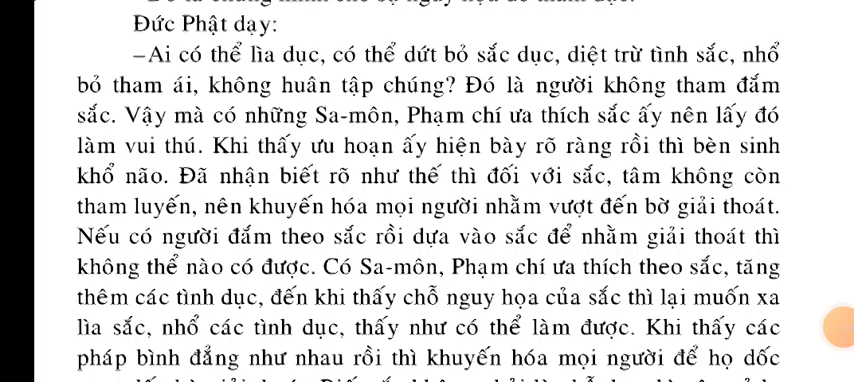 Đức Phật dạy:
–Ai có thể lìa dục, có thể dứt bỏ sắc dục, diệt trừ tình sắc, nhổ
bỏ tham ái, không huân tập chúng? Đó là người không tham đắm
sắc. Vậy mà có những Sa-môn, Phạm chí ưa thích sắc ấy nên lấy đó
làm vui thú. Khi thấy ưu hoạn ấy hiện bày rõ ràng rồi thì bèn sinh
khổ não. Đã nhận biết rõ như thế thì đối với sắc, tâm không còn
tham luyến, nên khuyến hóa mọi người nhằm vượt đến bờ giải thoát.
Nếu có người đắm theo sắc rồi dựa vào sắc để nhằm giải thoát thì
không thể nào có được. Có Sa-môn, Phạm chí ưa thích theo sắc, tăng
thêm các tình dục, đến khi thấy chỗ nguy họa của sắc thì lại muốn xa
lìa sắc, nhổ các tình dục, thấy như có thể làm được. Khi thấy các
pháp bình đẳng như nhau rồi thì khuyến hóa mọi người để họ dốc